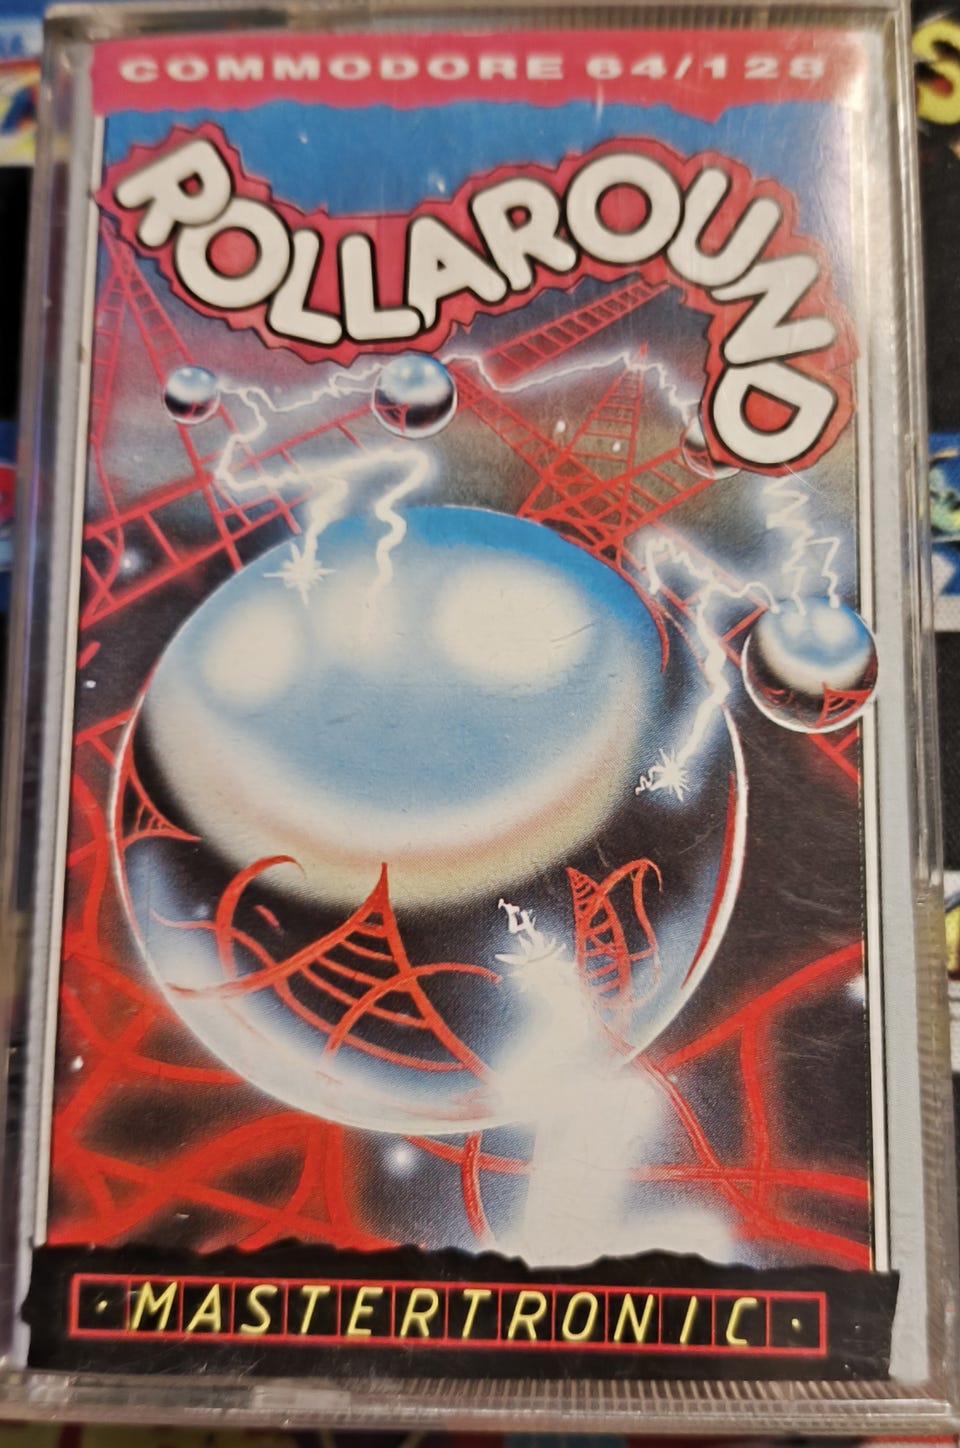 COMMODORE 64/128
ROLLAROUND
· MASTERTRONIC ·